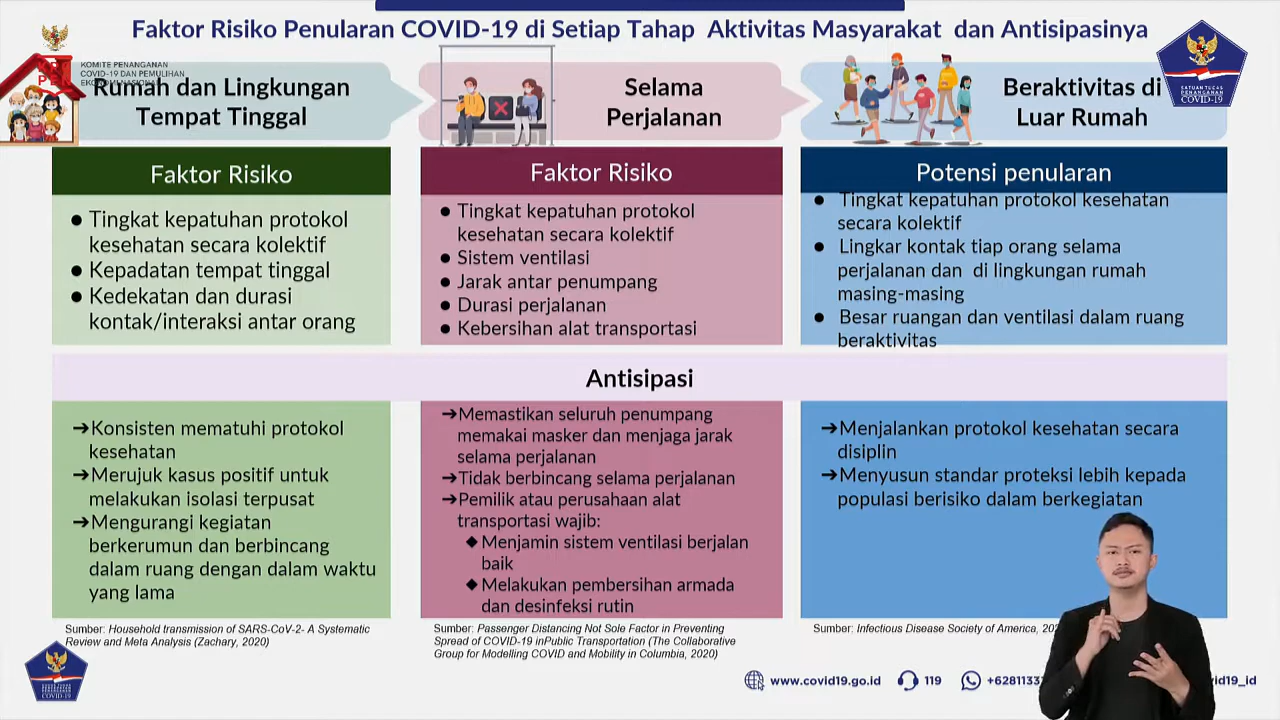 Faktor Risiko Penularan COVID-19 di Setiap Tahap Aktivitas Masyarakat dan Antisipasinya
KOMITE PENANGANAN
COVID-19 DAN PEMULIHAN
EKONOMI NASIONAL
Rumah dan Lingkungan
Tempat Tinggal
Selama
Perjalanan
Beraktivitas di
Luar Rumah
SATUAN TUGAS
PENANGANAN
COVID-19
Faktor Risiko
● Tingkat kepatuhan protokol
kesehatan secara kolektif
● Kepadatan tempat tinggal
● Kedekatan dan durasi
kontak/interaksi antar orang
Faktor Risiko
● Tingkat kepatuhan protokol
kesehatan secara kolektif
● Sistem ventilasi
● Jarak antar penumpang
● Durasi perjalanan
● Kebersihan alat transportasi
Potensi penularan
● Tingkat kepatuhan protokol kesehatan
secara kolektif
● Lingkar kontak tiap orang selama
perjalanan dan di lingkungan rumah
masing-masing
● Besar ruangan dan ventilasi dalam ruang
beraktivitas
Antisipasi
➔Konsisten mematuhi protokol
kesehatan
➔Merujuk kasus positif untuk
melakukan isolasi terpusat
➔Mengurangi kegiatan
berkerumun dan berbincang
dalam ruang dengan dalam waktu
yang lama
➔Memastikan seluruh penumpang
memakai masker dan menjaga jarak
selama perjalanan
➔Tidak berbincang selama perjalanan
➔Pemilik atau perusahaan alat
transportasi wajib:
◆Menjamin sistem ventilasi berjalan
baik
◆Melakukan pembersihan armada
dan desinfeksi rutin
➔Menjalankan protokol kesehatan secara
disiplin
➔Menyusun standar proteksi lebih kepada
populasi berisiko dalam berkegiatan
Sumber: Household transmission of SARS-CoV-2- A Systematic
Review and Meta Analysis (Zachary, 2020)
Sumber: Passenger Distancing Not Sole Factor in Preventing
Spread of COVID-19 inPublic Transportation (The Collaborative
Group for Modelling COVID and Mobility in Columbia, 2020)
Sumber: Infectious Disease Society of America,
COVID-19
www.covid19.go.id
119